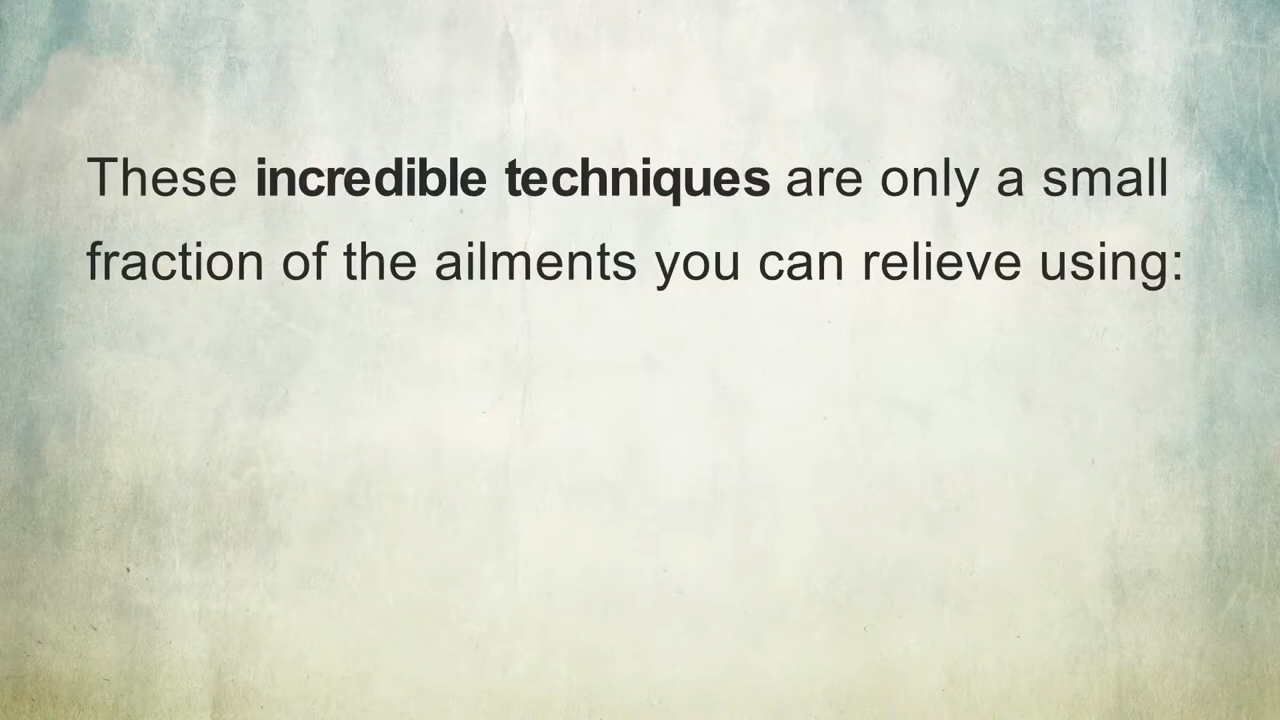 These incredible techniques are only a small
fraction of the ailments you can relieve using: